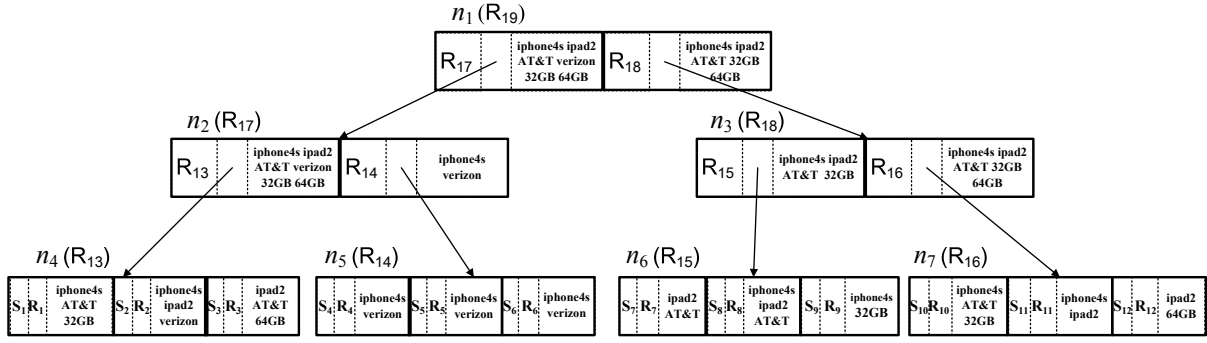 n1 (R19)
R17
iphone4s ipad2
AT&T verizon
32GB 64GB
R18
iphone4s ipad2
AT&T 32GB
64GB
n2 (R17)
R13
iphone4s ipad2
AT&T verizon
32GB 64GB
R14
iphone4s
verizon
n3 (R18)
R15
iphone4s ipad2
AT&T 32GB
R16
iphone4s ipad2
AT&T 32GB
64GB
n4 (R13)
S1 R1
iphone4s
AT&T
32GB
S2 R2
iphone4s
ipad2
verizon
S3 R3
ipad2
AT&T
64GB
n5 (R14)
S4 R4
iphone4s
verizon
S5 R5
iphone4s
verizon
S6 R6
iphone4s
verizon
n6 (R15)
S7 R7
ipad2
AT&T
S8 R8
iphone4s
ipad2
AT&T
S9 R9
iphone4s
32GB
n7 (R16)
S10 R10
iphone4s
AT&T
32GB
S11 R11
iphone4s
ipad2
S12 R12
ipad2
64GB